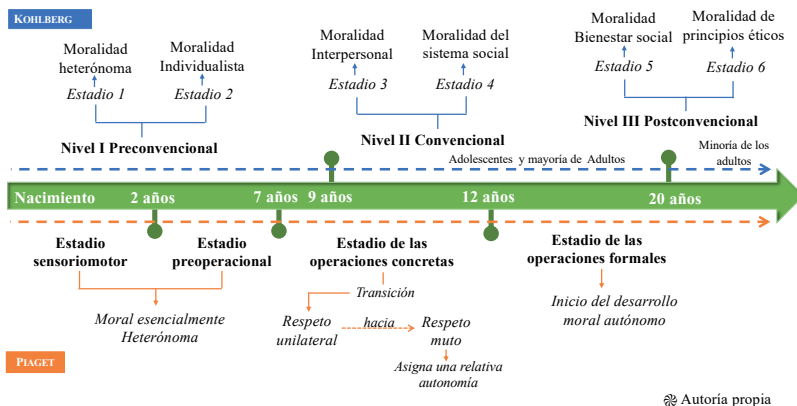 KOHLBERG
Moralidad
heterónoma
Moralidad
Individualista
Moralidad
Interpersonal
Moralidad del
sistema social
Moralidad
Bienestar social
Moralidad de
principios éticos
Estadio 1
Estadio 2
Estadio 3
Estadio 4
Estadio 5
Estadio 6
Nivel I Preconvencional
Nivel II Convencional
Nivel III Postconvencional
Adolescentes y mayoría de Adultos
Minoría de los
adultos
Nacimiento
2 años
7 años
9 años
12 años
20 años
Estadio
sensoriomotor
Estadio
preoperacional
Estadio de las
operaciones concretas
Estadio de las
operaciones formales
Moral esencialmente
Heterónoma
Transición
Respeto
unilateral
hacia
Respeto
muto
Asigna una relativa
autonomía
Inicio del desarrollo
moral autónomo
PIAGET
Autoría propia